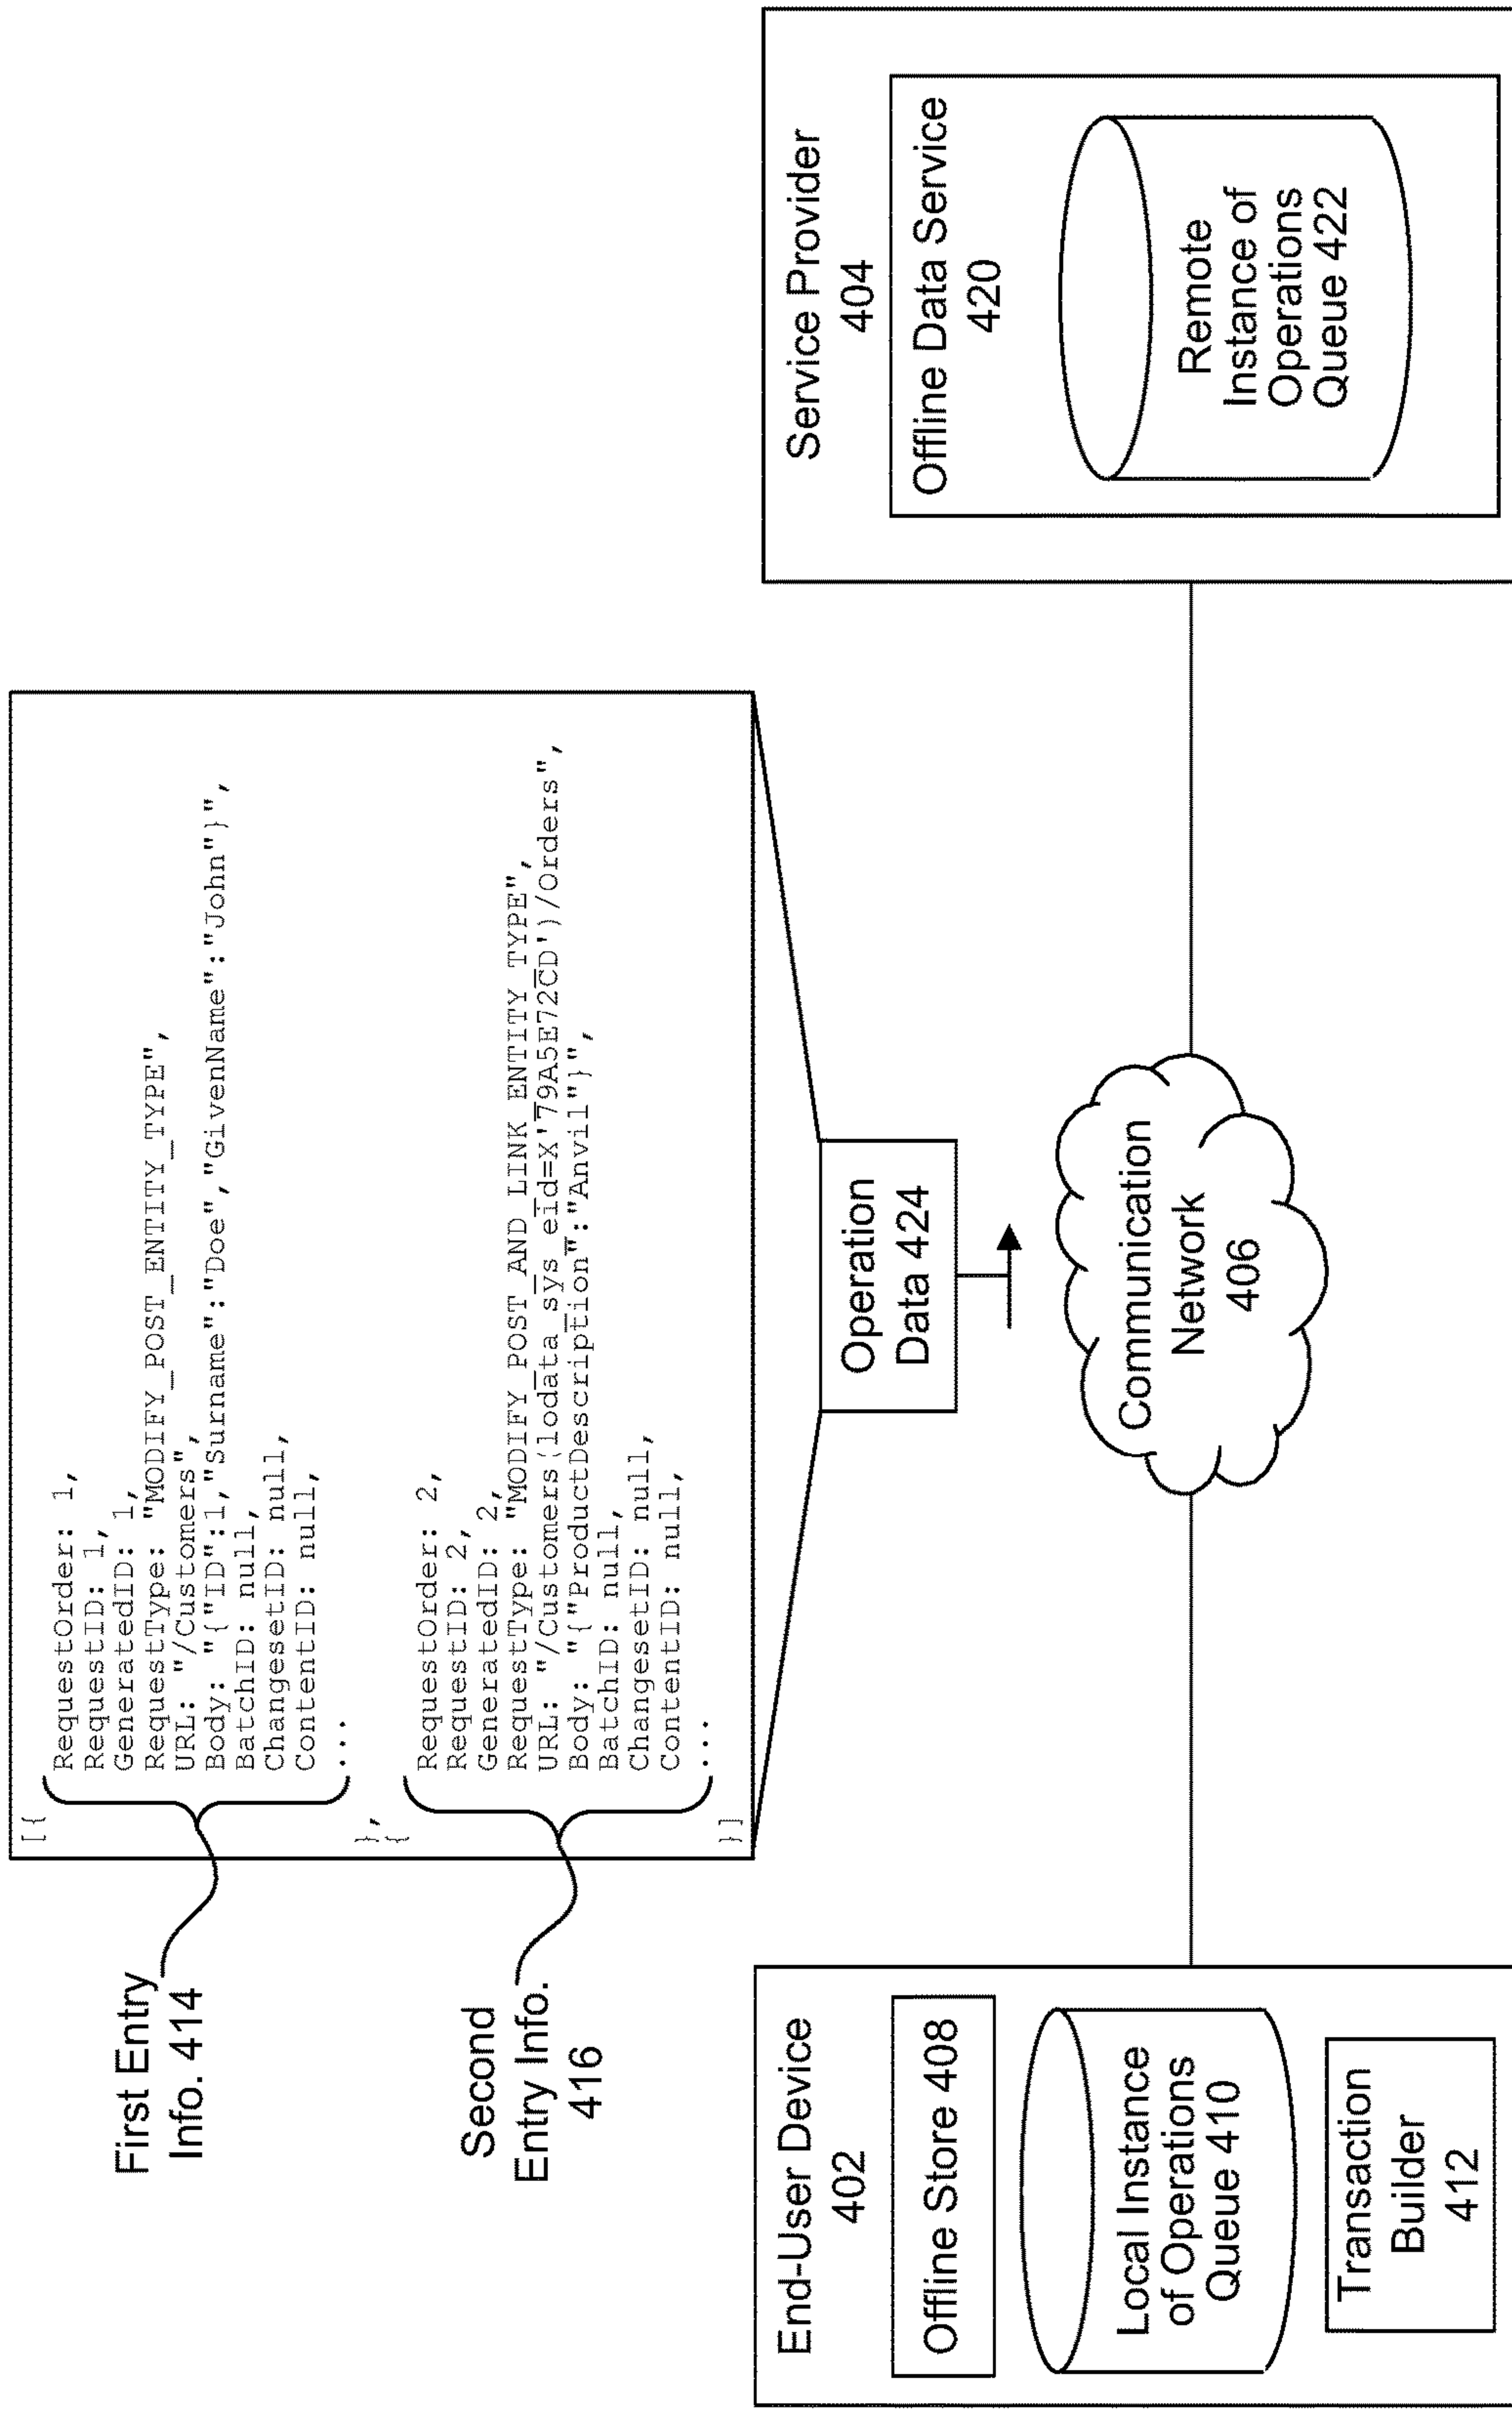 [{
RequestOrder: 1,
RequestID: 1,
GeneratedID: 1,
RequestType: "MODIFY_POST_ENTITY_TYPE",
URL: "/Customers",
Body: "{"ID":1,"Surname":"Doe","GivenName":"John"}",
BatchID: null,
ChangesetID: null,
ContentID: null,
...
},
{
RequestOrder: 2,
RequestID: 2,
GeneratedID: 2,
RequestType: "MODIFY_POST_AND_LINK_ENTITY_TYPE",
URL: "/Customers(lodata_sys_eid=X'79A5E72CD')/Orders",
Body: "{"ProductDescription":"Anvil"}",
BatchID: null,
ChangesetID: null,
ContentID: null,
...
}]
First Entry
Info. 414
Second
Entry Info.
416
End-User Device
402
Offline Store 408
Local Instance
of Operations
Queue 410
Transaction
Builder
412
Operation
Data 424
Communication
Network
406
Service Provider
404
Offline Data Service
420
Remote
Instance of
Operations
Queue 422